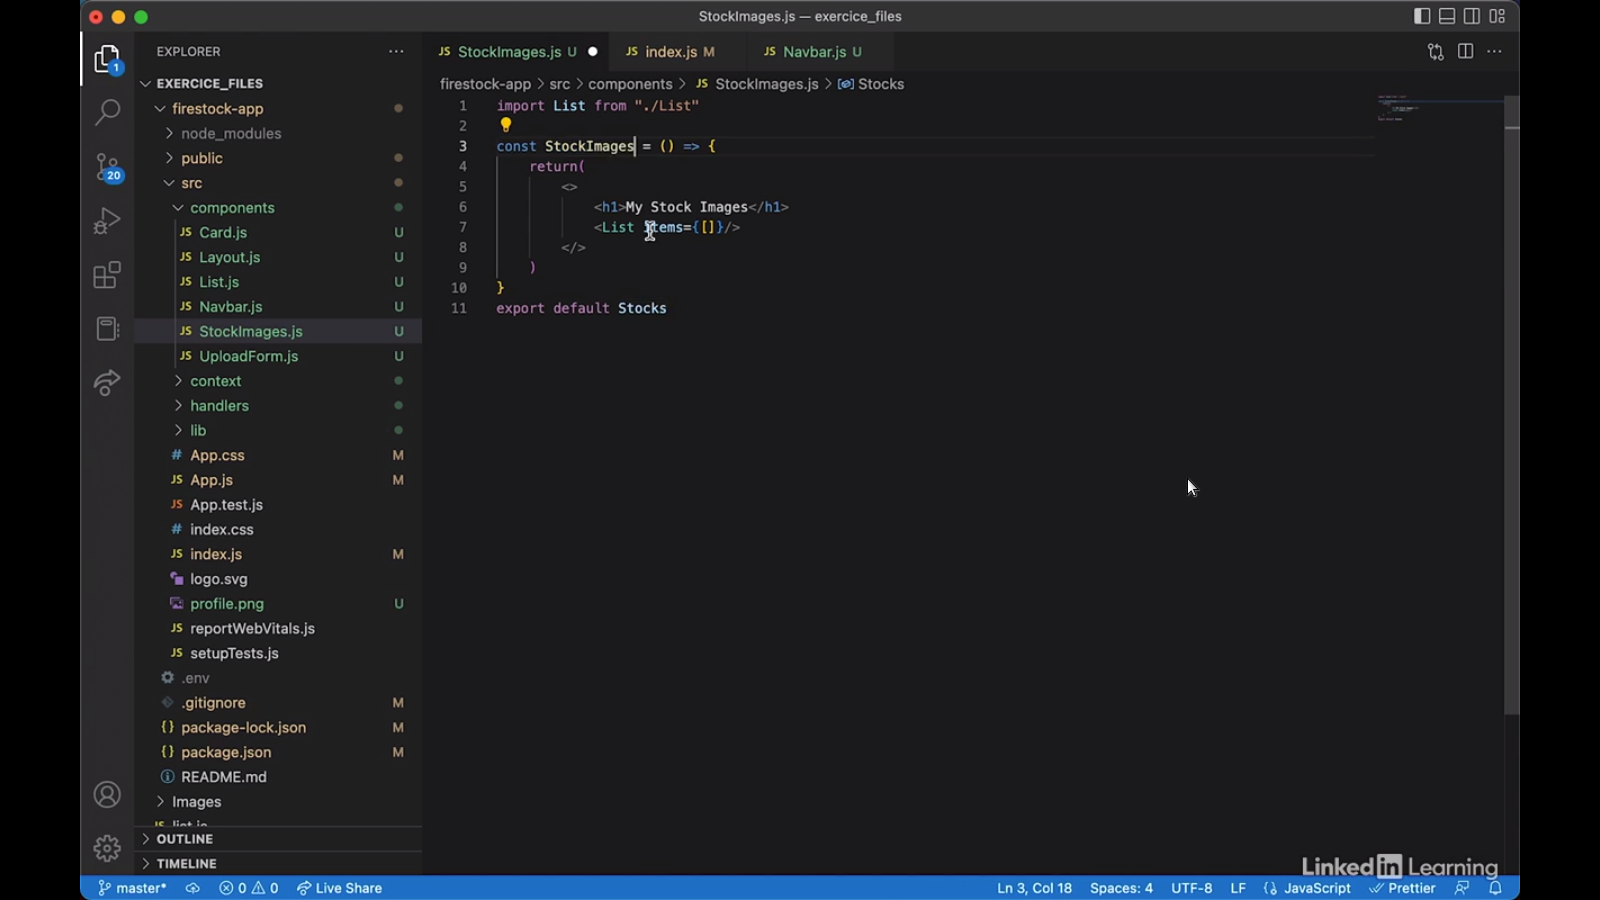 StockImages.js — exercice_files
EXPLORER
StockImages.js U
index.js M
Navbar.js U
EXERCICE_FILES
firestock-app > src > components > JS StockImages.js > Stocks
firestock-app
node_modules
public
src
components
JS Card.js U
JS Layout.js U
JS List.js U
JS Navbar.js U
JS StockImages.js U
JS UploadForm.js U
context
handlers
lib
# App.css M
JS App.js M
JS App.test.js
# index.css
JS index.js M
logo.svg
profile.png U
JS reportWebVitals.js
JS setupTests.js
.env
.gitignore M
{} package-lock.json M
{} package.json M
README.md
Images
OUTLINE
TIMELINE
1 import List from "./List"
2
3 const StockImages = () => {
4 return(
5 <>
6 <h1>My Stock Images</h1>
7 <List items={[]}/>
8 </>
9 )
10 }
11 export default Stocks
1
20
LinkedIn Learning
master* 0 0 Live Share
Ln 3, Col 18 Spaces: 4 UTF-8 LF JavaScript Prettier